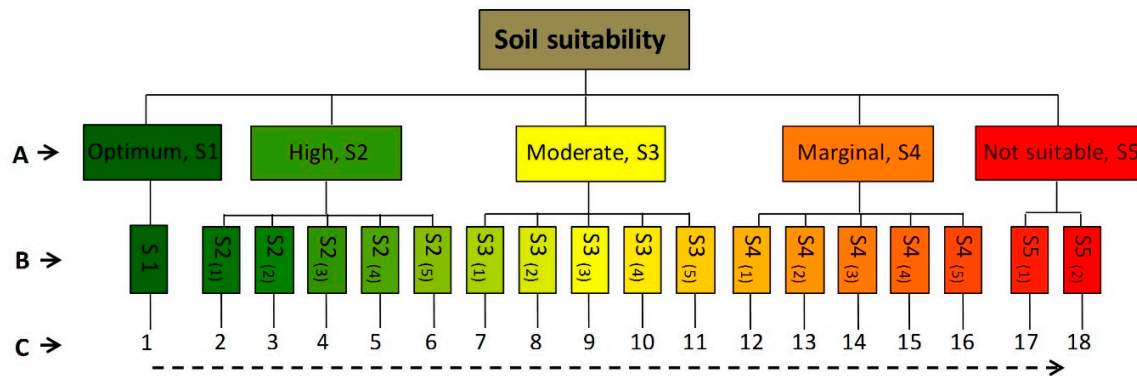 Soil suitability
A → Optimum, S1 High, S2 Moderate, S3 Marginal, S4 Not suitable, S5
B → S 1 S2 (1) S2 (2) S2 (3) S2 (4) S2 (5) S3 (1) S3 (2) S3 (3) S3 (4) S3 (5) S4 (1) S4 (2) S4 (3) S4 (4) S4 (5) S5 (1) S5 (2)
C → 1 2 3 4 5 6 7 8 9 10 11 12 13 14 15 16 17 18